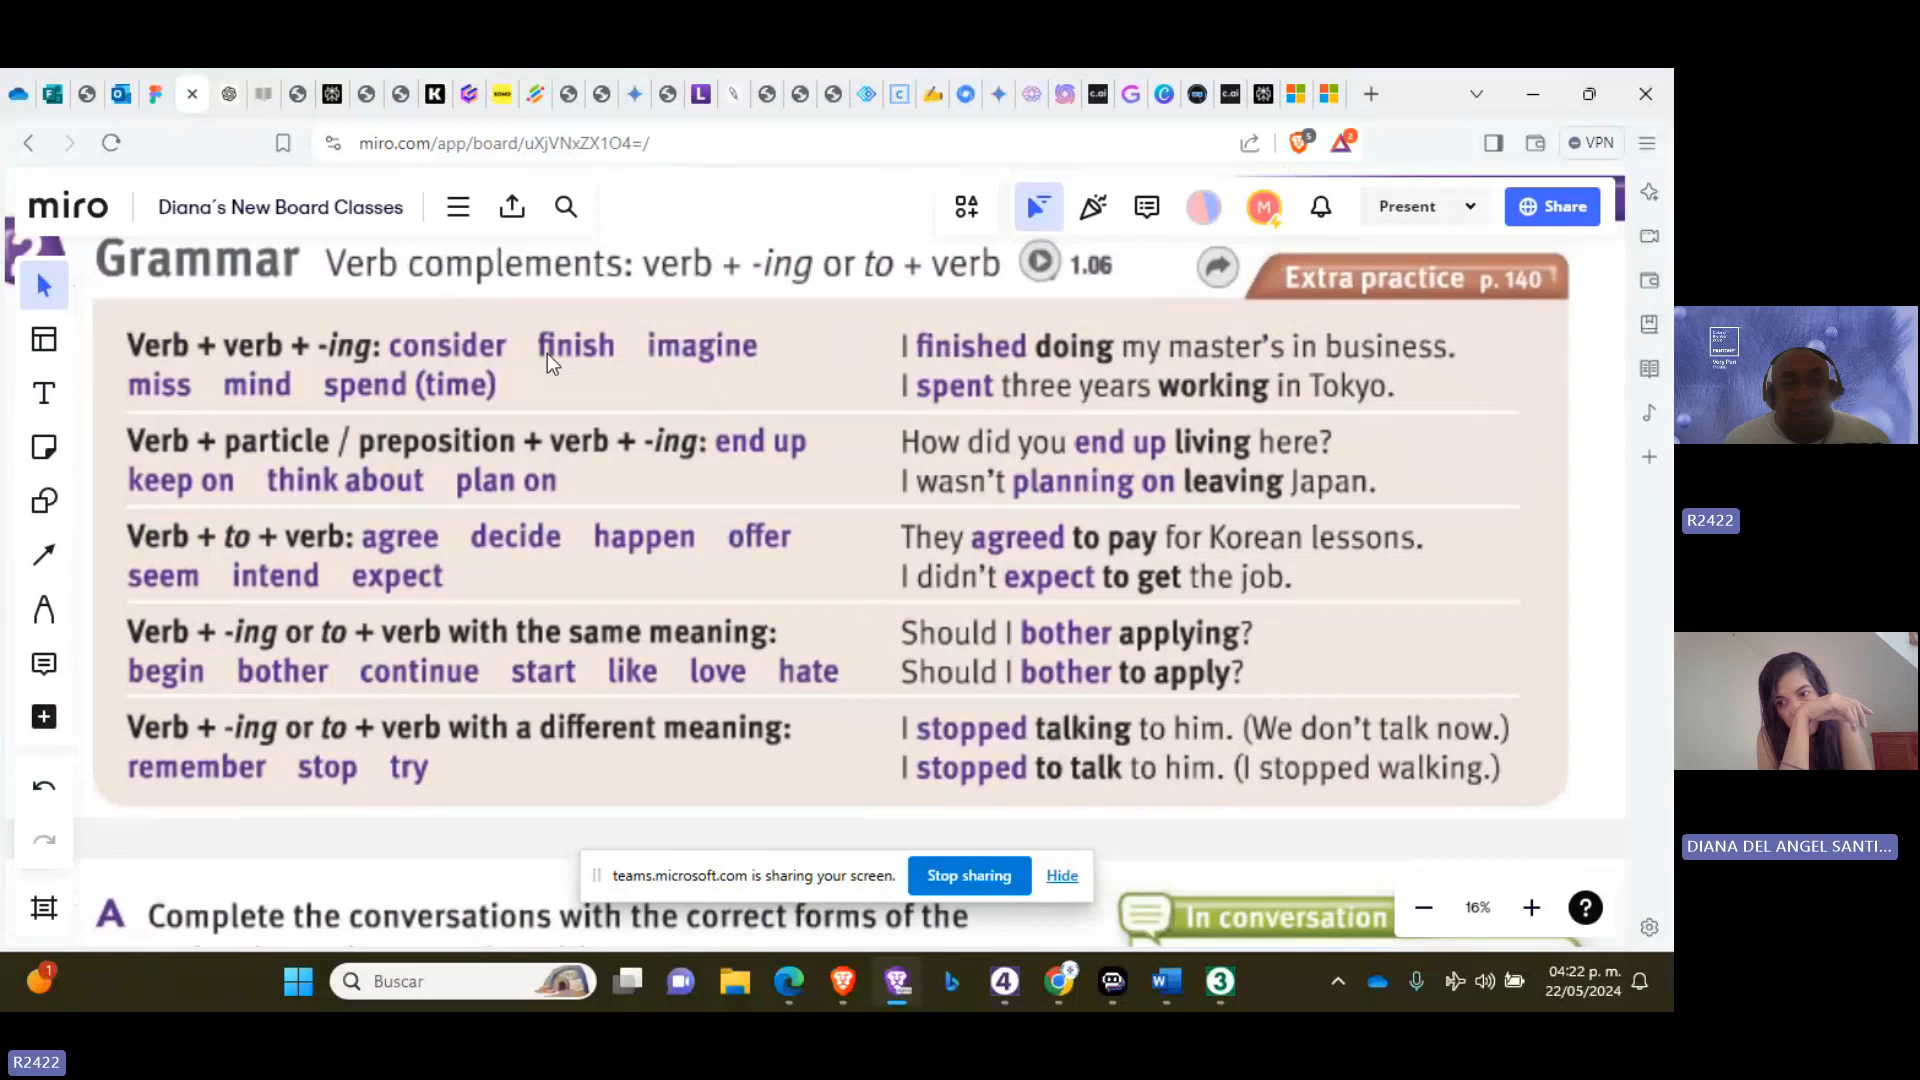 miro.com/app/board/uXjVNxZX1O4=/
5
2
VPN
miro
Diana´s New Board Classes
M
Present
Share
Grammar Verb complements: verb + -ing or to + verb 1.06
Extra practice p. 140
Verb + verb + -ing: consider finish imagine
miss mind spend (time)
I finished doing my master's in business.
I spent three years working in Tokyo.
Verb + particle / preposition + verb + -ing: end up
keep on think about plan on
How did you end up living here?
I wasn't planning on leaving Japan.
Verb + to + verb: agree decide happen offer
seem intend expect
They agreed to pay for Korean lessons.
I didn't expect to get the job.
Verb + -ing or to + verb with the same meaning:
begin bother continue start like love hate
Should I bother applying?
Should I bother to apply?
Verb + -ing or to + verb with a different meaning:
remember stop try
I stopped talking to him. (We don't talk now.)
I stopped to talk to him. (I stopped walking.)
teams.microsoft.com is sharing your screen.
Stop sharing
Hide
A Complete the conversations with the correct forms of the
In conversation
16%
1
Buscar
4
3
04:22 p. m.
22/05/2024
R2422
DIANA DEL ANGEL SANTI...
R2422